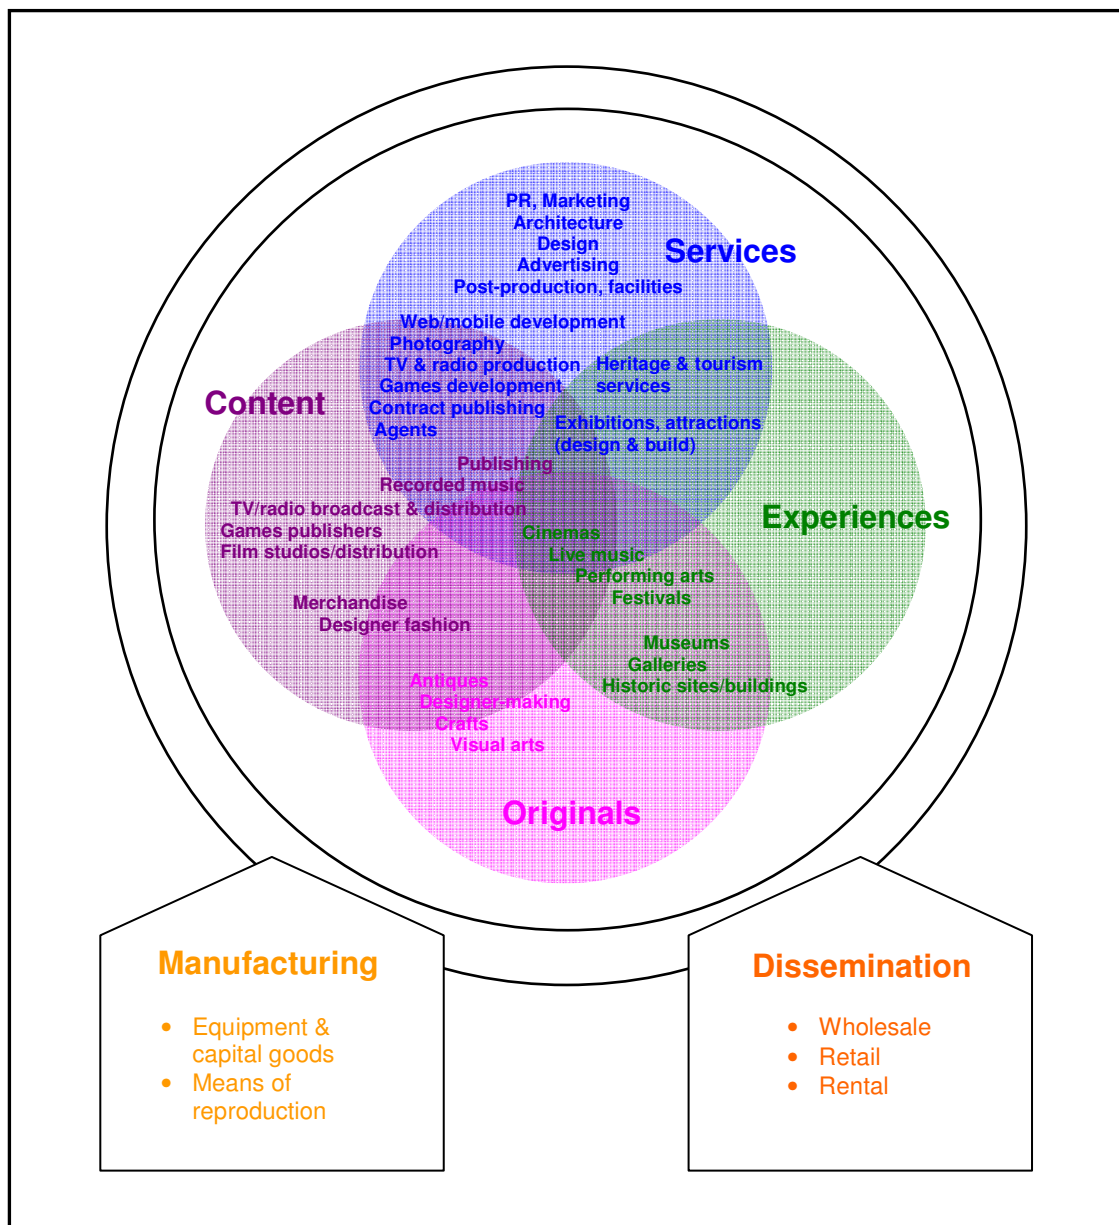 PR, Marketing
Architecture
Design
Services
Advertising
Post-production, facilities
Web/mobile development
Photography
TV & radio production
Games development
Contract publishing
Agents
Heritage & tourism
services
Exhibitions, attractions
(design & build)
Content
Publishing
Recorded music
TV/radio broadcast & distribution
Games publishers
Film studios/distribution
Merchandise
Designer fashion
Experiences
Cinemas
Live music
Performing arts
Festivals
Museums
Galleries
Historic sites/buildings
Antiques
Designer-making
Crafts
Visual arts
Originals
Manufacturing
• Equipment &
capital goods
• Means of
reproduction
Dissemination
• Wholesale
• Retail
• Rental